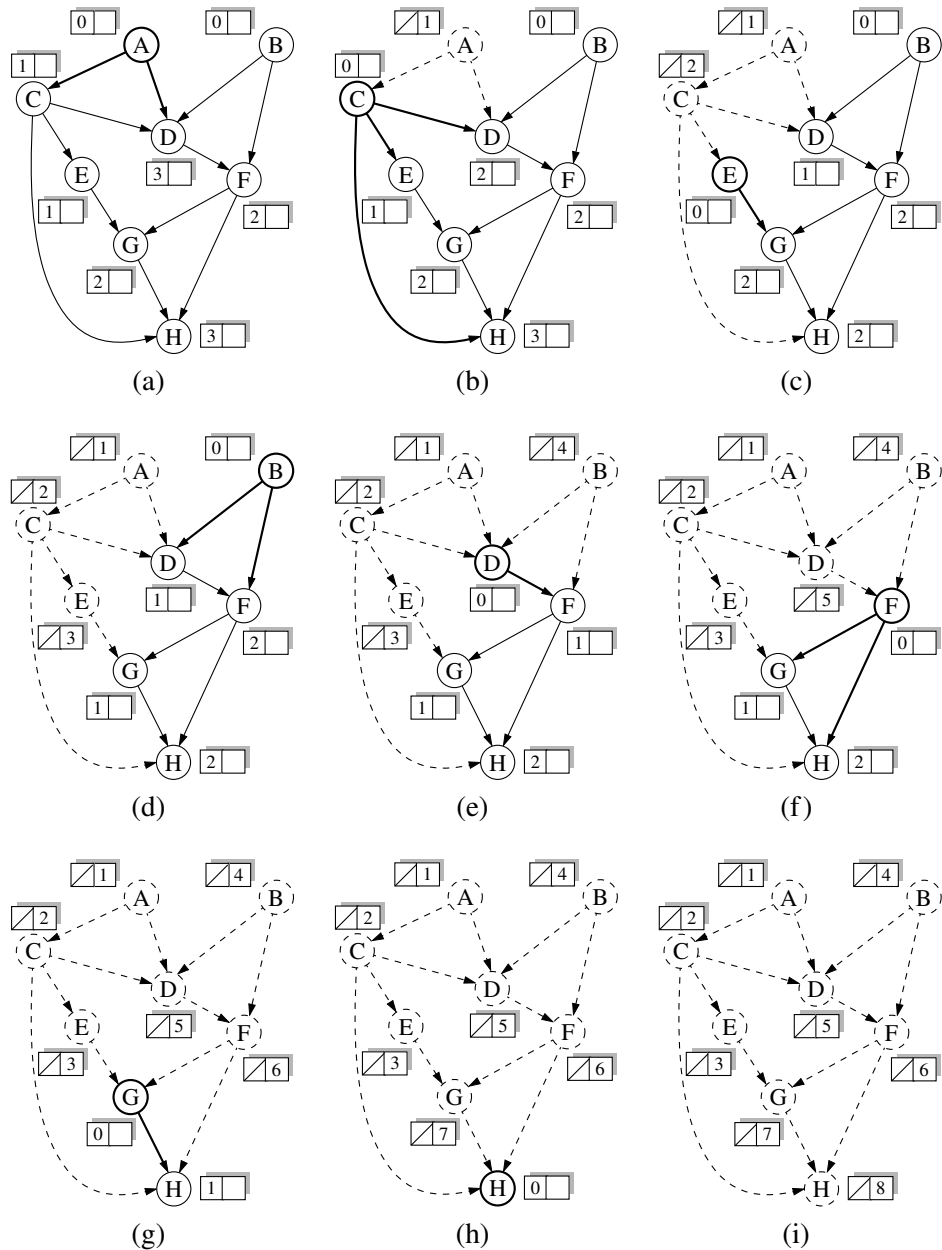 0 0
A B
1
C
D
3
E F
1 2
G
2
H 3
(a)
1 0
A B
0
C
D
2
E F
1 2
G
2
H 3
(b)
1 0
A B
2
C
D
1
E F
0 2
G
2
H 2
(c)
1 0
A B
2
C
D
1
E F
3 2
G
1
H 2
(d)
1 4
A B
2
C
D
0
E F
3 1
G
1
H 2
(e)
1 4
A B
2
C
D
5
E F
3 0
G
1
H 2
(f)
1 4
A B
2
C
D
5
E F
3 6
G
0
H 1
(g)
1 4
A B
2
C
D
5
E F
3 6
G
7
H 0
(h)
1 4
A B
2
C
D
5
E F
3 6
G
7
H 8
(i)